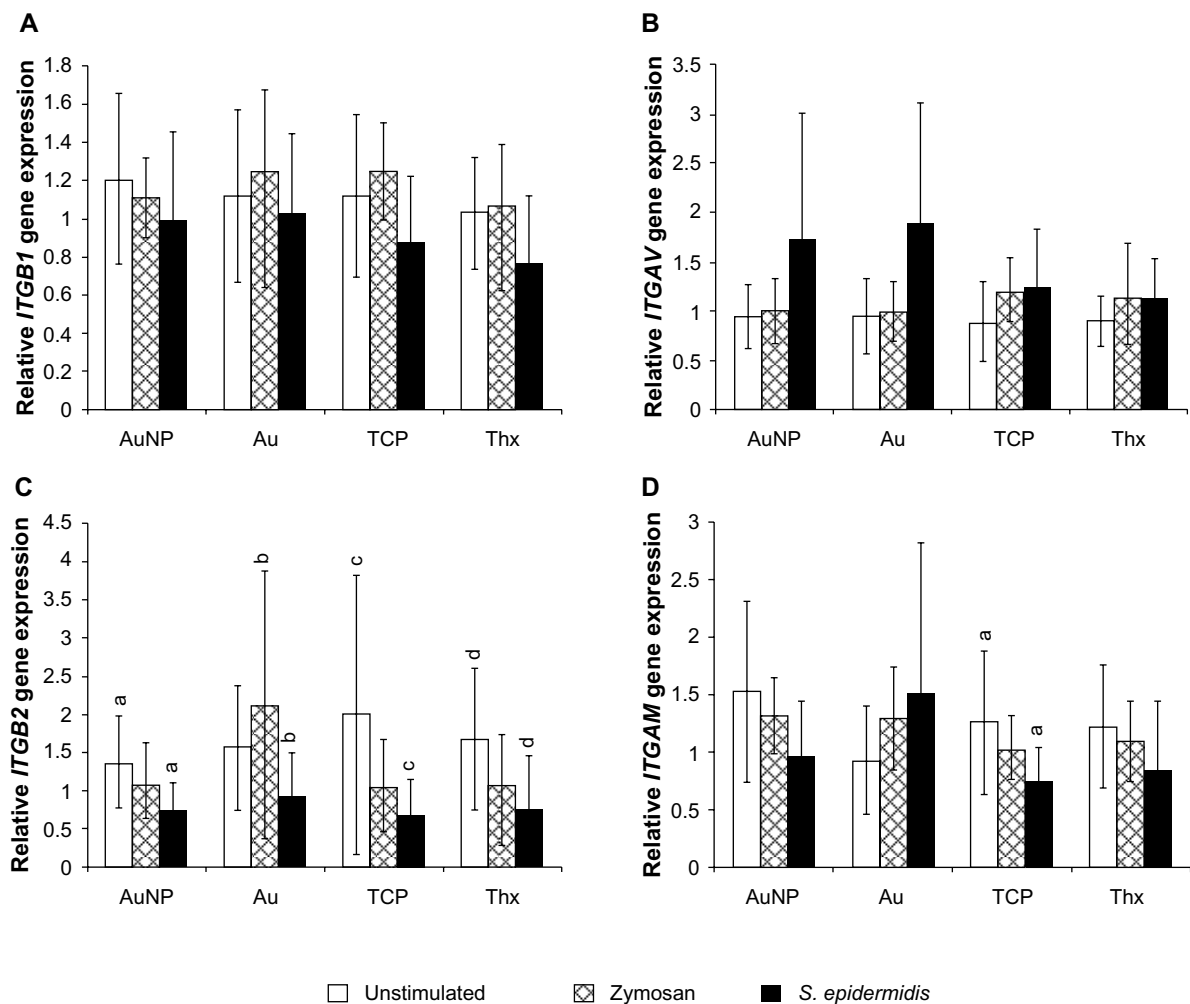 A
Relative ITGB1 gene expression
1.8
1.6
1.4
1.2
1
0.8
0.6
0.4
0.2
0
AuNP Au TCP Thx
B
Relative ITGAV gene expression
3.5
3
2.5
2
1.5
1
0.5
0
AuNP Au TCP Thx
C
Relative ITGB2 gene expression
4.5
4
3.5
3
2.5
2
1.5
1
0.5
0
a a b b c c d d
AuNP Au TCP Thx
D
Relative ITGAM gene expression
3
2.5
2
1.5
1
0.5
0
a a
AuNP Au TCP Thx
Unstimulated Zymosan S. epidermidis